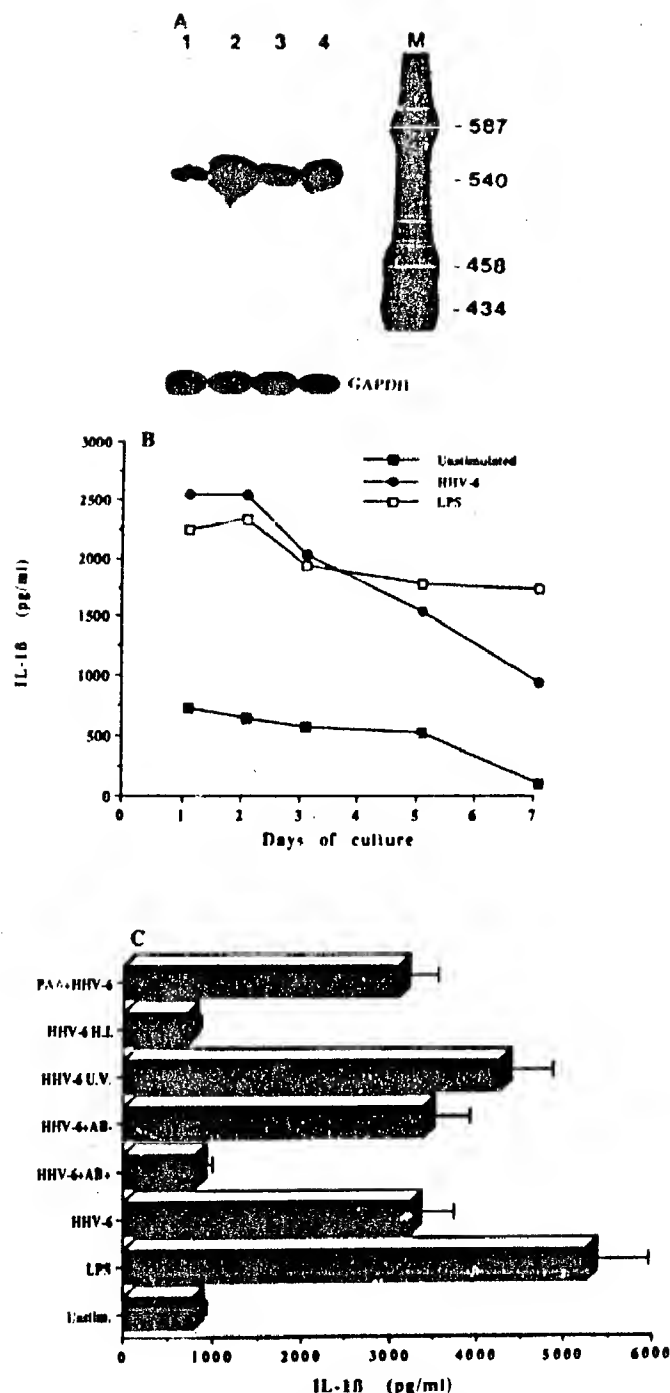 A
1 2 3 4 M
- 587
- 540
- 458
- 434
GAPDH
B
3000
2500
2000
1500
1000
500
0
IL-1ß (pg/ml)
Unstimulated
HHV-6
LPS
0 1 2 3 4 5 6 7
Days of culture
C
PAA+HHV-6
HHV-6 H.I.
HHV-6 U.V.
HHV-6+AB-
HHV-6+AB+
HHV-6
LPS
Unstim.
0 1000 2000 3000 4000 5000 6000
IL-1ß (pg/ml)